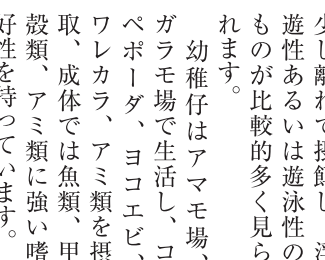 少し離れて摂餌し、浮
遊性あるいは遊泳性の
ものが比較的多く見ら
れます。
幼稚仔はアマモ場、
ガラモ場で生活し、コ
ペポーダ、ヨコエビ、
ワレカラ、アミ類を摂
取、成体では魚類、甲
殻類、アミ類に強い嗜
好性を持っています。